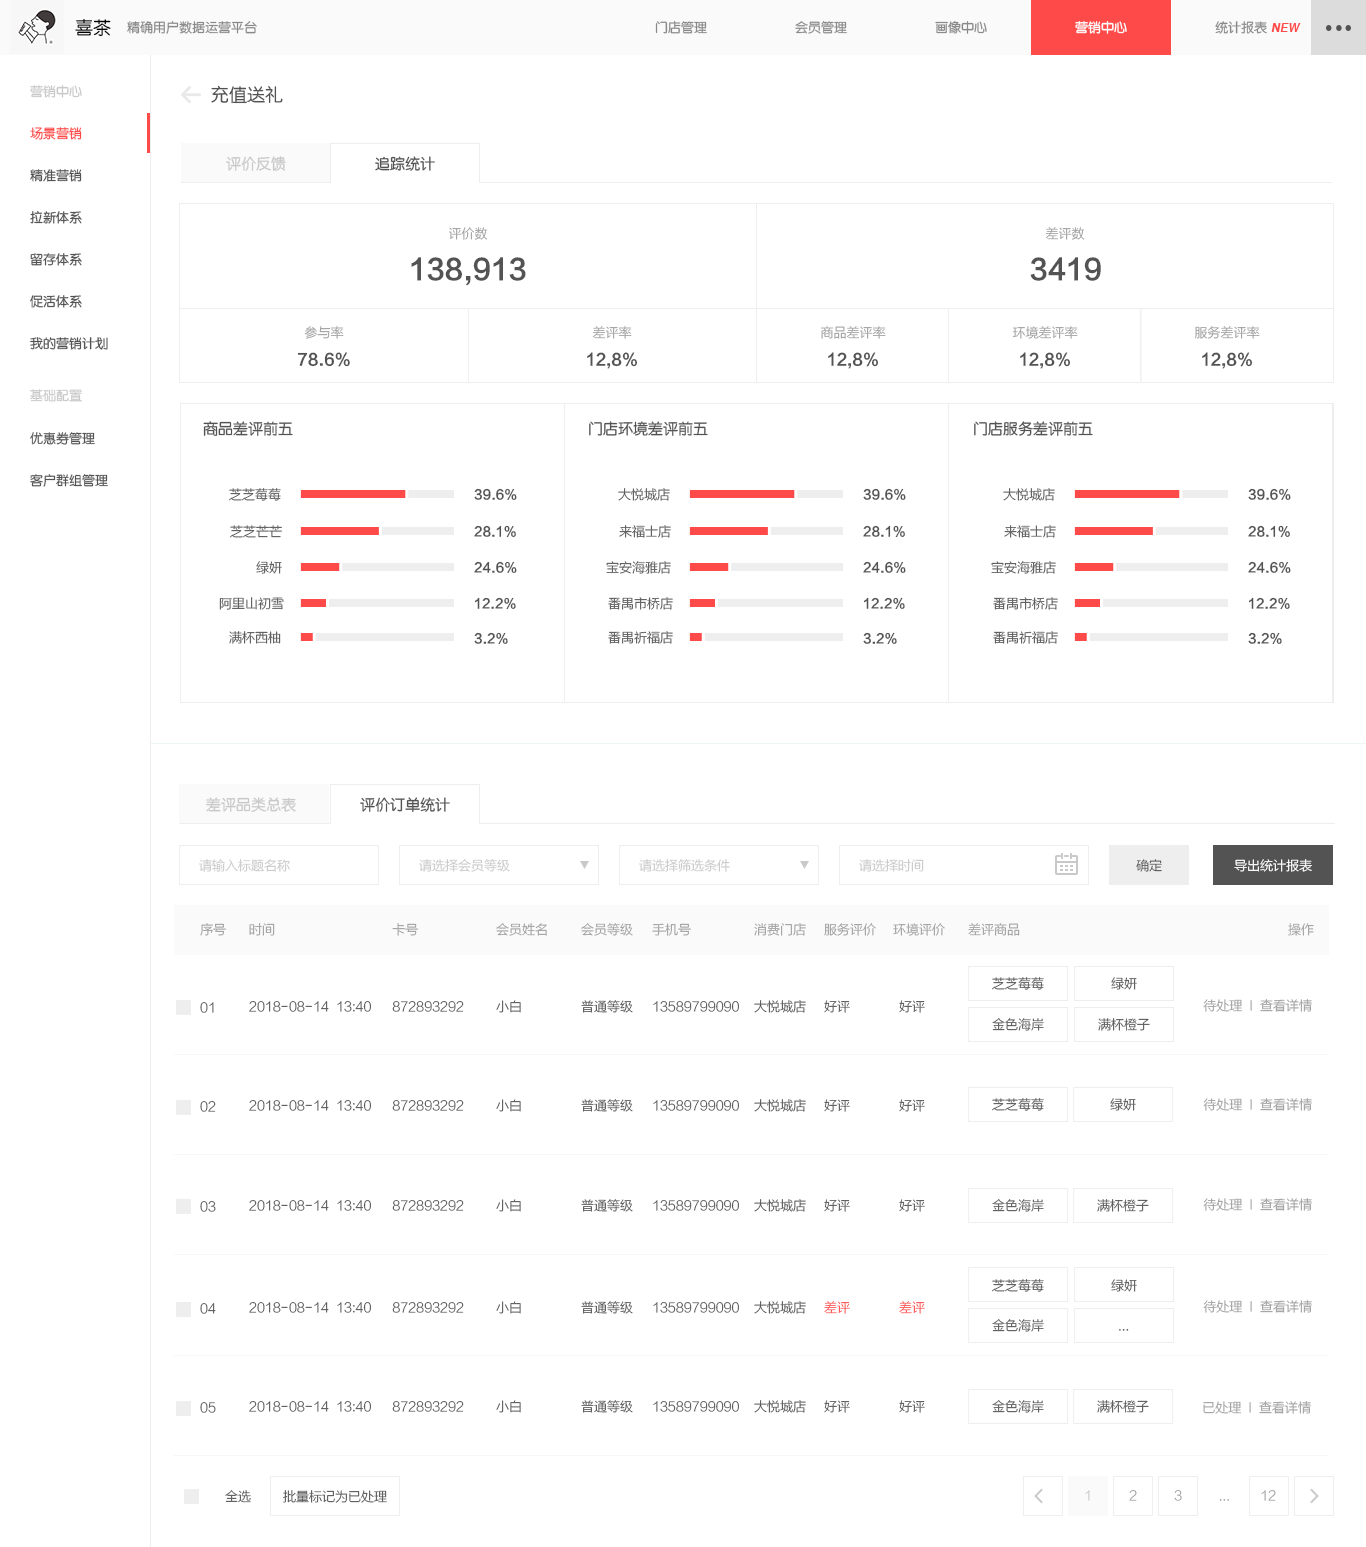 喜茶 精确用户数据运营平台 门店管理 会员管理 画像中心 营销中心 统计报表 NEW
营销中心
场景营销
精准营销
拉新体系
留存体系
促活体系
我的营销计划
基础配置
优惠券管理
客户群组管理
充值送礼
评价反馈 追踪统计
评价数 差评数
138,913 3419
参与率 差评率 商品差评率 环境差评率 服务差评率
78.6% 12,8% 12,8% 12,8% 12,8%
商品差评前五
芝芝莓莓 39.6%
芝芝芒芒 28.1%
绿妍 24.6%
阿里山初雪 12.2%
满杯西柚 3.2%
门店环境差评前五
大悦城店 39.6%
来福士店 28.1%
宝安海雅店 24.6%
番禺市桥店 12.2%
番禺祈福店 3.2%
门店服务差评前五
大悦城店 39.6%
来福士店 28.1%
宝安海雅店 24.6%
番禺市桥店 12.2%
番禺祈福店 3.2%
差评品类总表 评价订单统计
请输入标题名称 请选择会员等级 请选择筛选条件 请选择时间 确定 导出统计报表
序号 时间 卡号 会员姓名 会员等级 手机号 消费门店 服务评价 环境评价 差评商品 操作
芝芝莓莓 绿妍
01 2018-08-14 13:40 872893292 小白 普通等级 13589799090 大悦城店 好评 好评 待处理 | 查看详情
金色海岸 满杯橙子
02 2018-08-14 13:40 872893292 小白 普通等级 13589799090 大悦城店 好评 好评 芝芝莓莓 绿妍 待处理 | 查看详情
03 2018-08-14 13:40 872893292 小白 普通等级 13589799090 大悦城店 好评 好评 金色海岸 满杯橙子 待处理 | 查看详情
芝芝莓莓 绿妍
04 2018-08-14 13:40 872893292 小白 普通等级 13589799090 大悦城店 差评 差评 待处理 | 查看详情
金色海岸 ...
05 2018-08-14 13:40 872893292 小白 普通等级 13589799090 大悦城店 好评 好评 金色海岸 满杯橙子 已处理 | 查看详情
全选 批量标记为已处理 1 2 3 ... 12